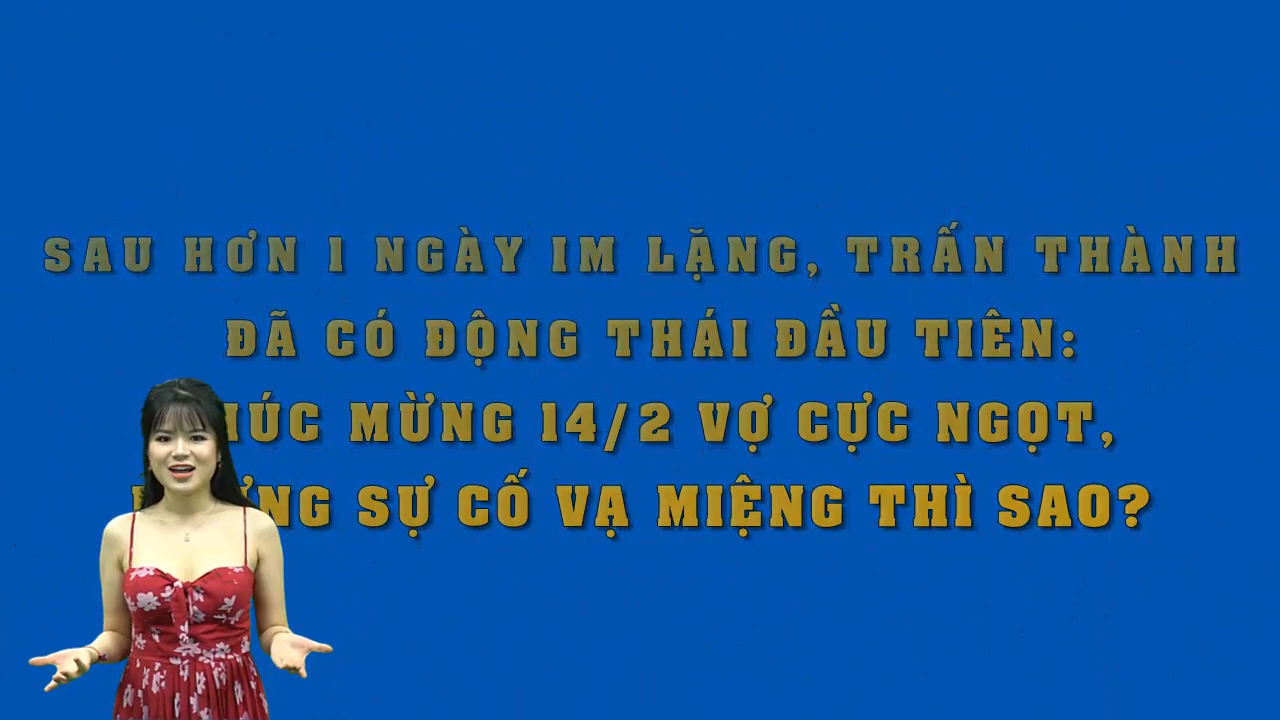 SAU HƠN 1 NGÀY IM LẶNG, TRẤN THÀNH
ĐÃ CÓ ĐỘNG THÁI ĐẦU TIÊN:
MỪNG 14/2 VỢ CỰC NGỌT,
SỰ CỐ VẠ MIỆNG THÌ SAO?